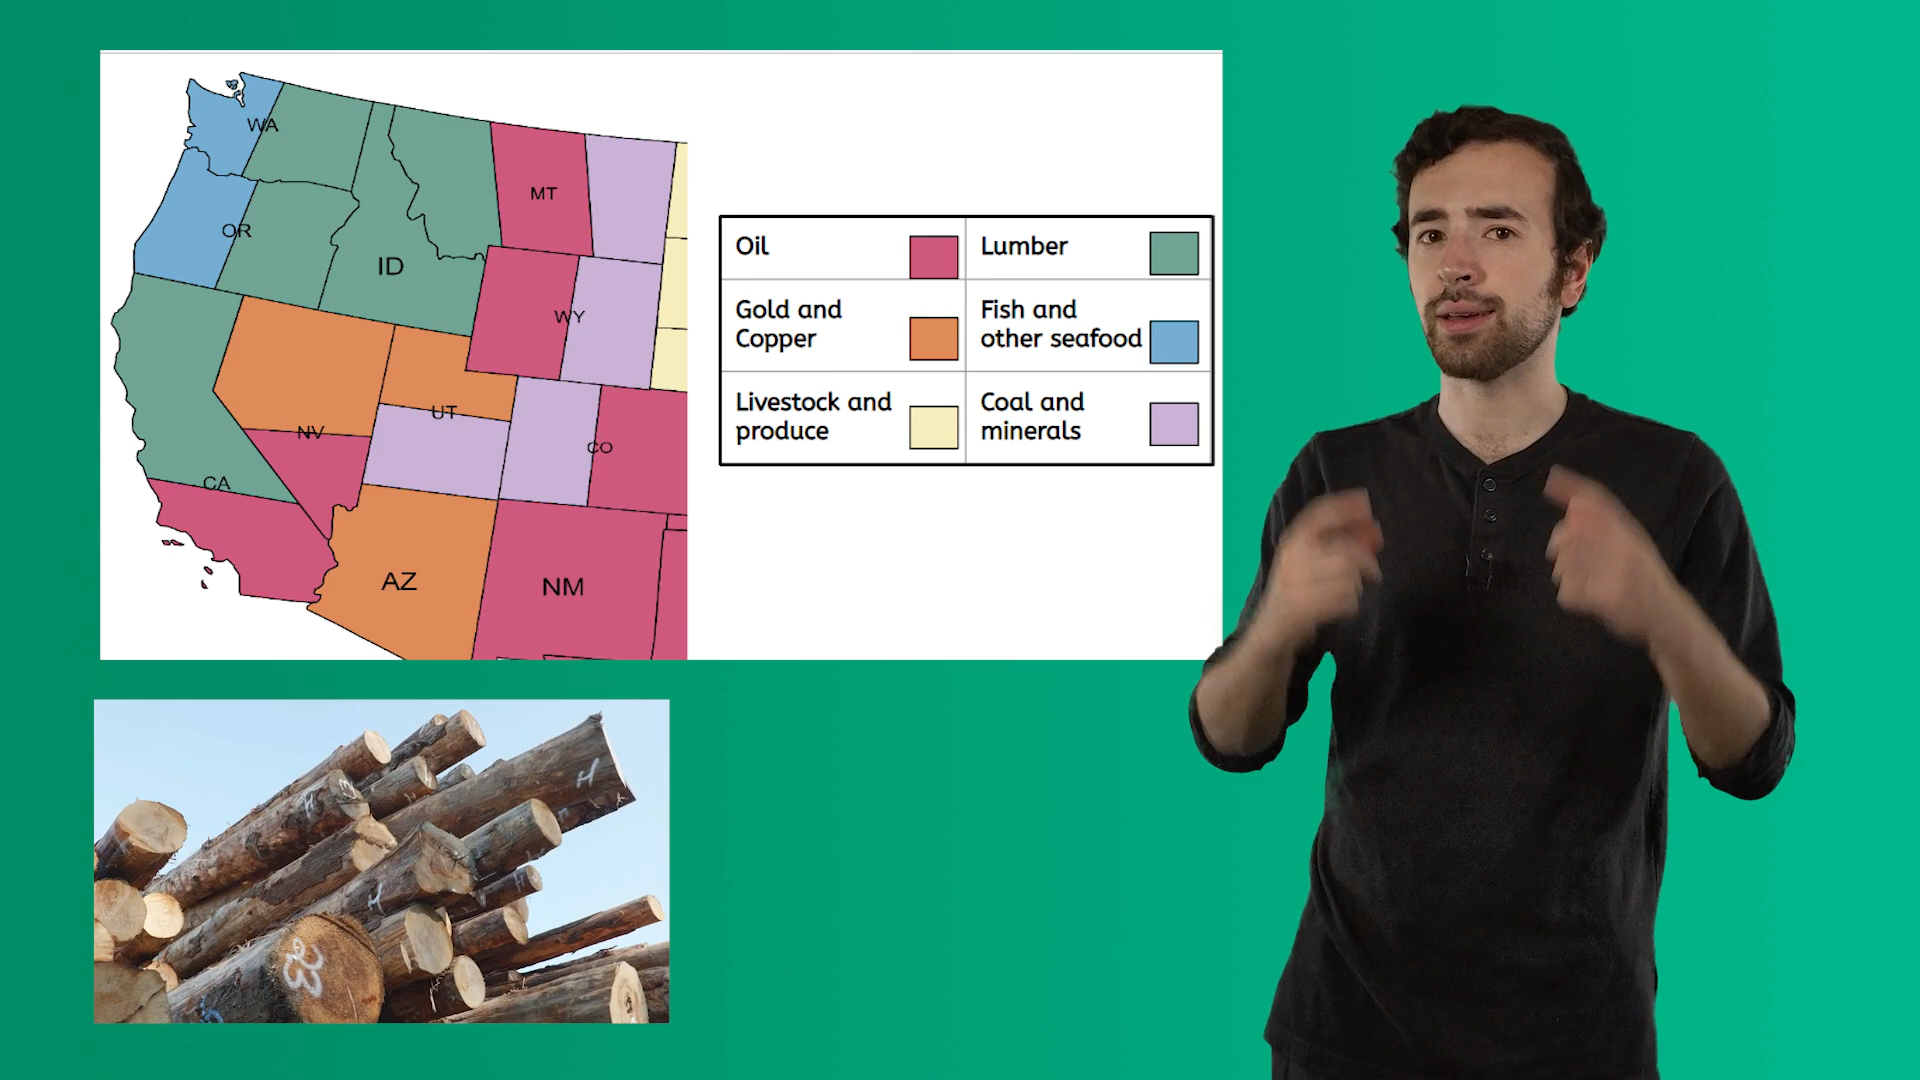 WA
MT
OR
ID
WY
UT
NV
CO
CA
AZ
NM
Oil
Lumber
Gold and
Copper
Fish and
other seafood
Livestock and
produce
Coal and
minerals
H
H
33